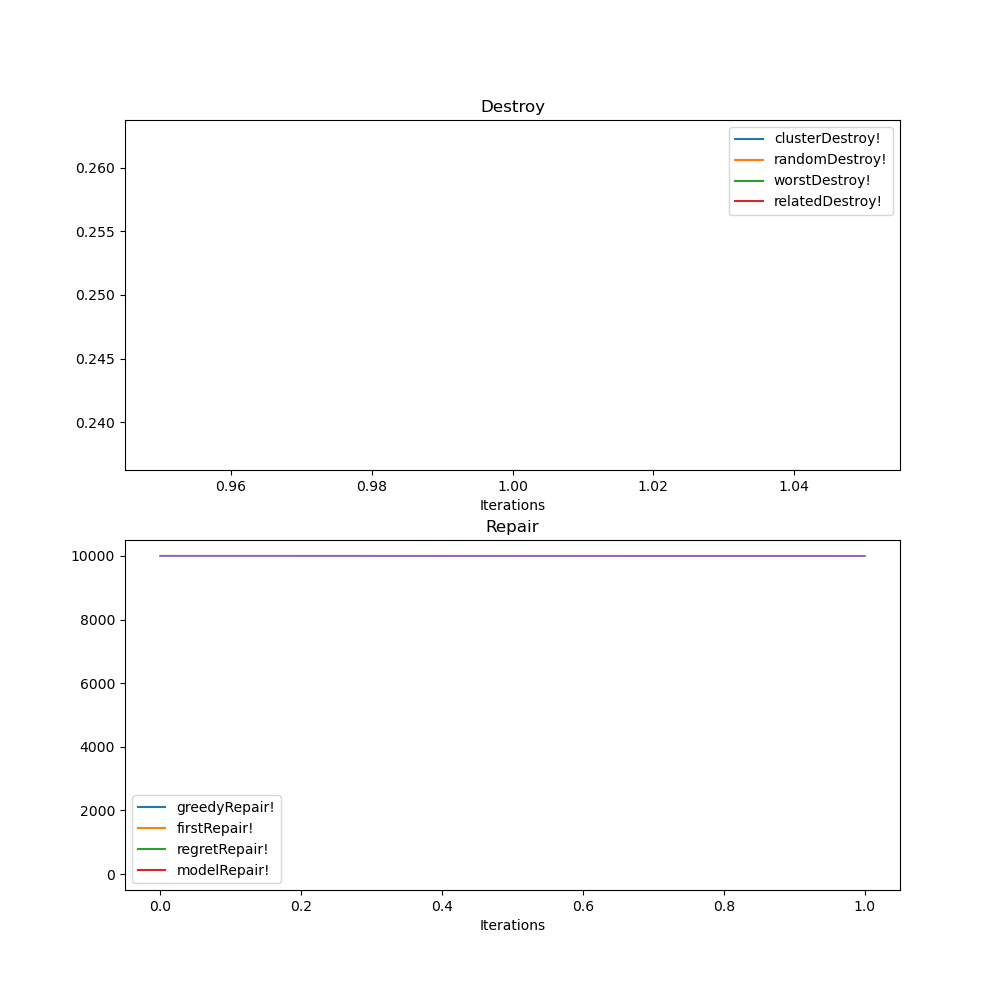 Destroy
clusterDestroy!
randomDestroy!
worstDestroy!
relatedDestroy!
0.260
0.255
0.250
0.245
0.240
0.96 0.98 1.00 1.02 1.04
Iterations
Repair
10000
8000
6000
4000
2000
0
greedyRepair!
firstRepair!
regretRepair!
modelRepair!
0.0 0.2 0.4 0.6 0.8 1.0
Iterations